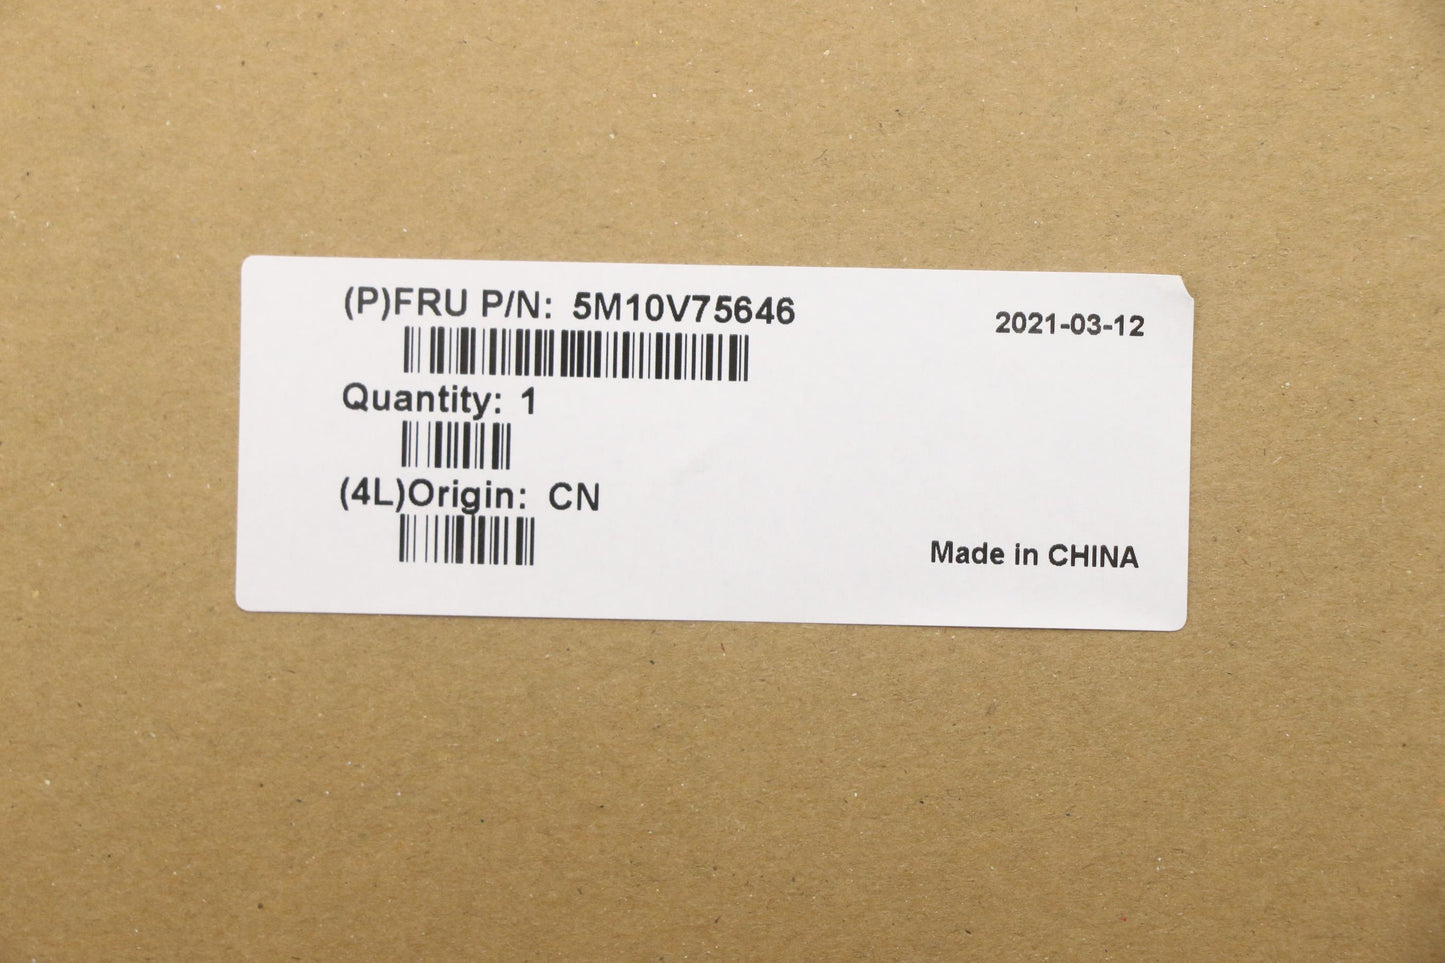 (P)FRU P/N: 5M10V75646
2021-03-12
Quantity: 1
(4L)Origin: CN
Made in CHINA